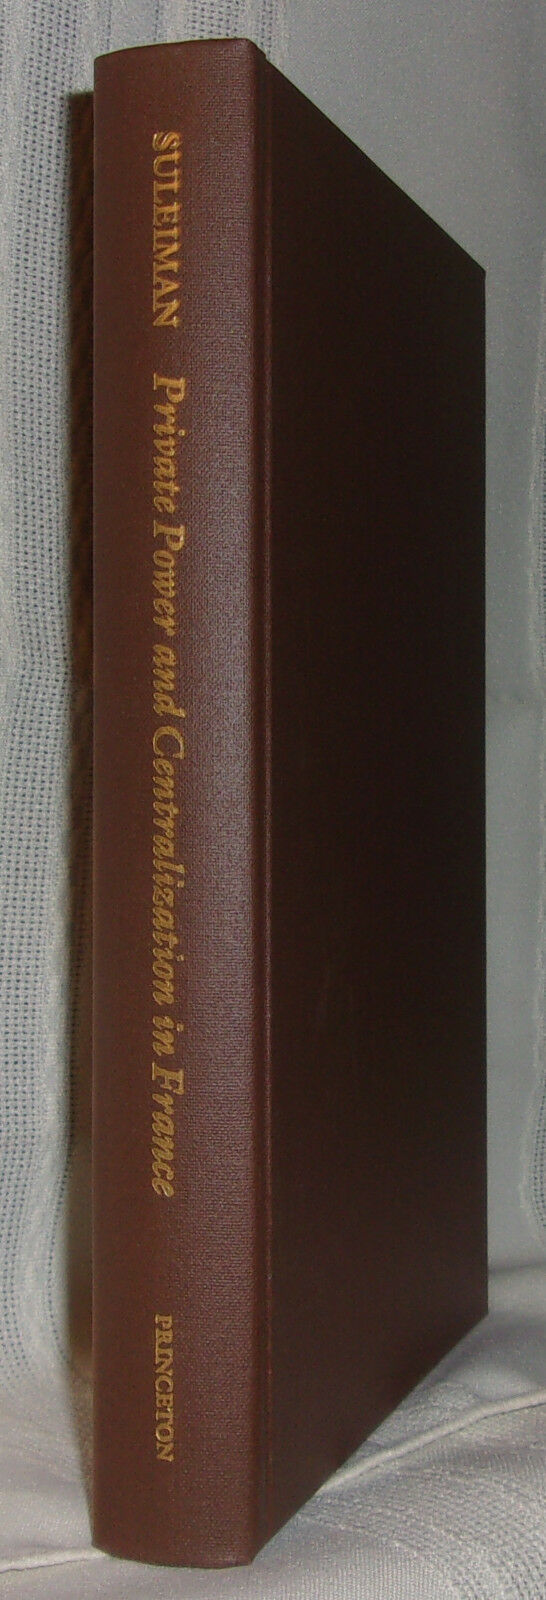 SULEIMAN
Private Power and Centralization in France
PRINCETON